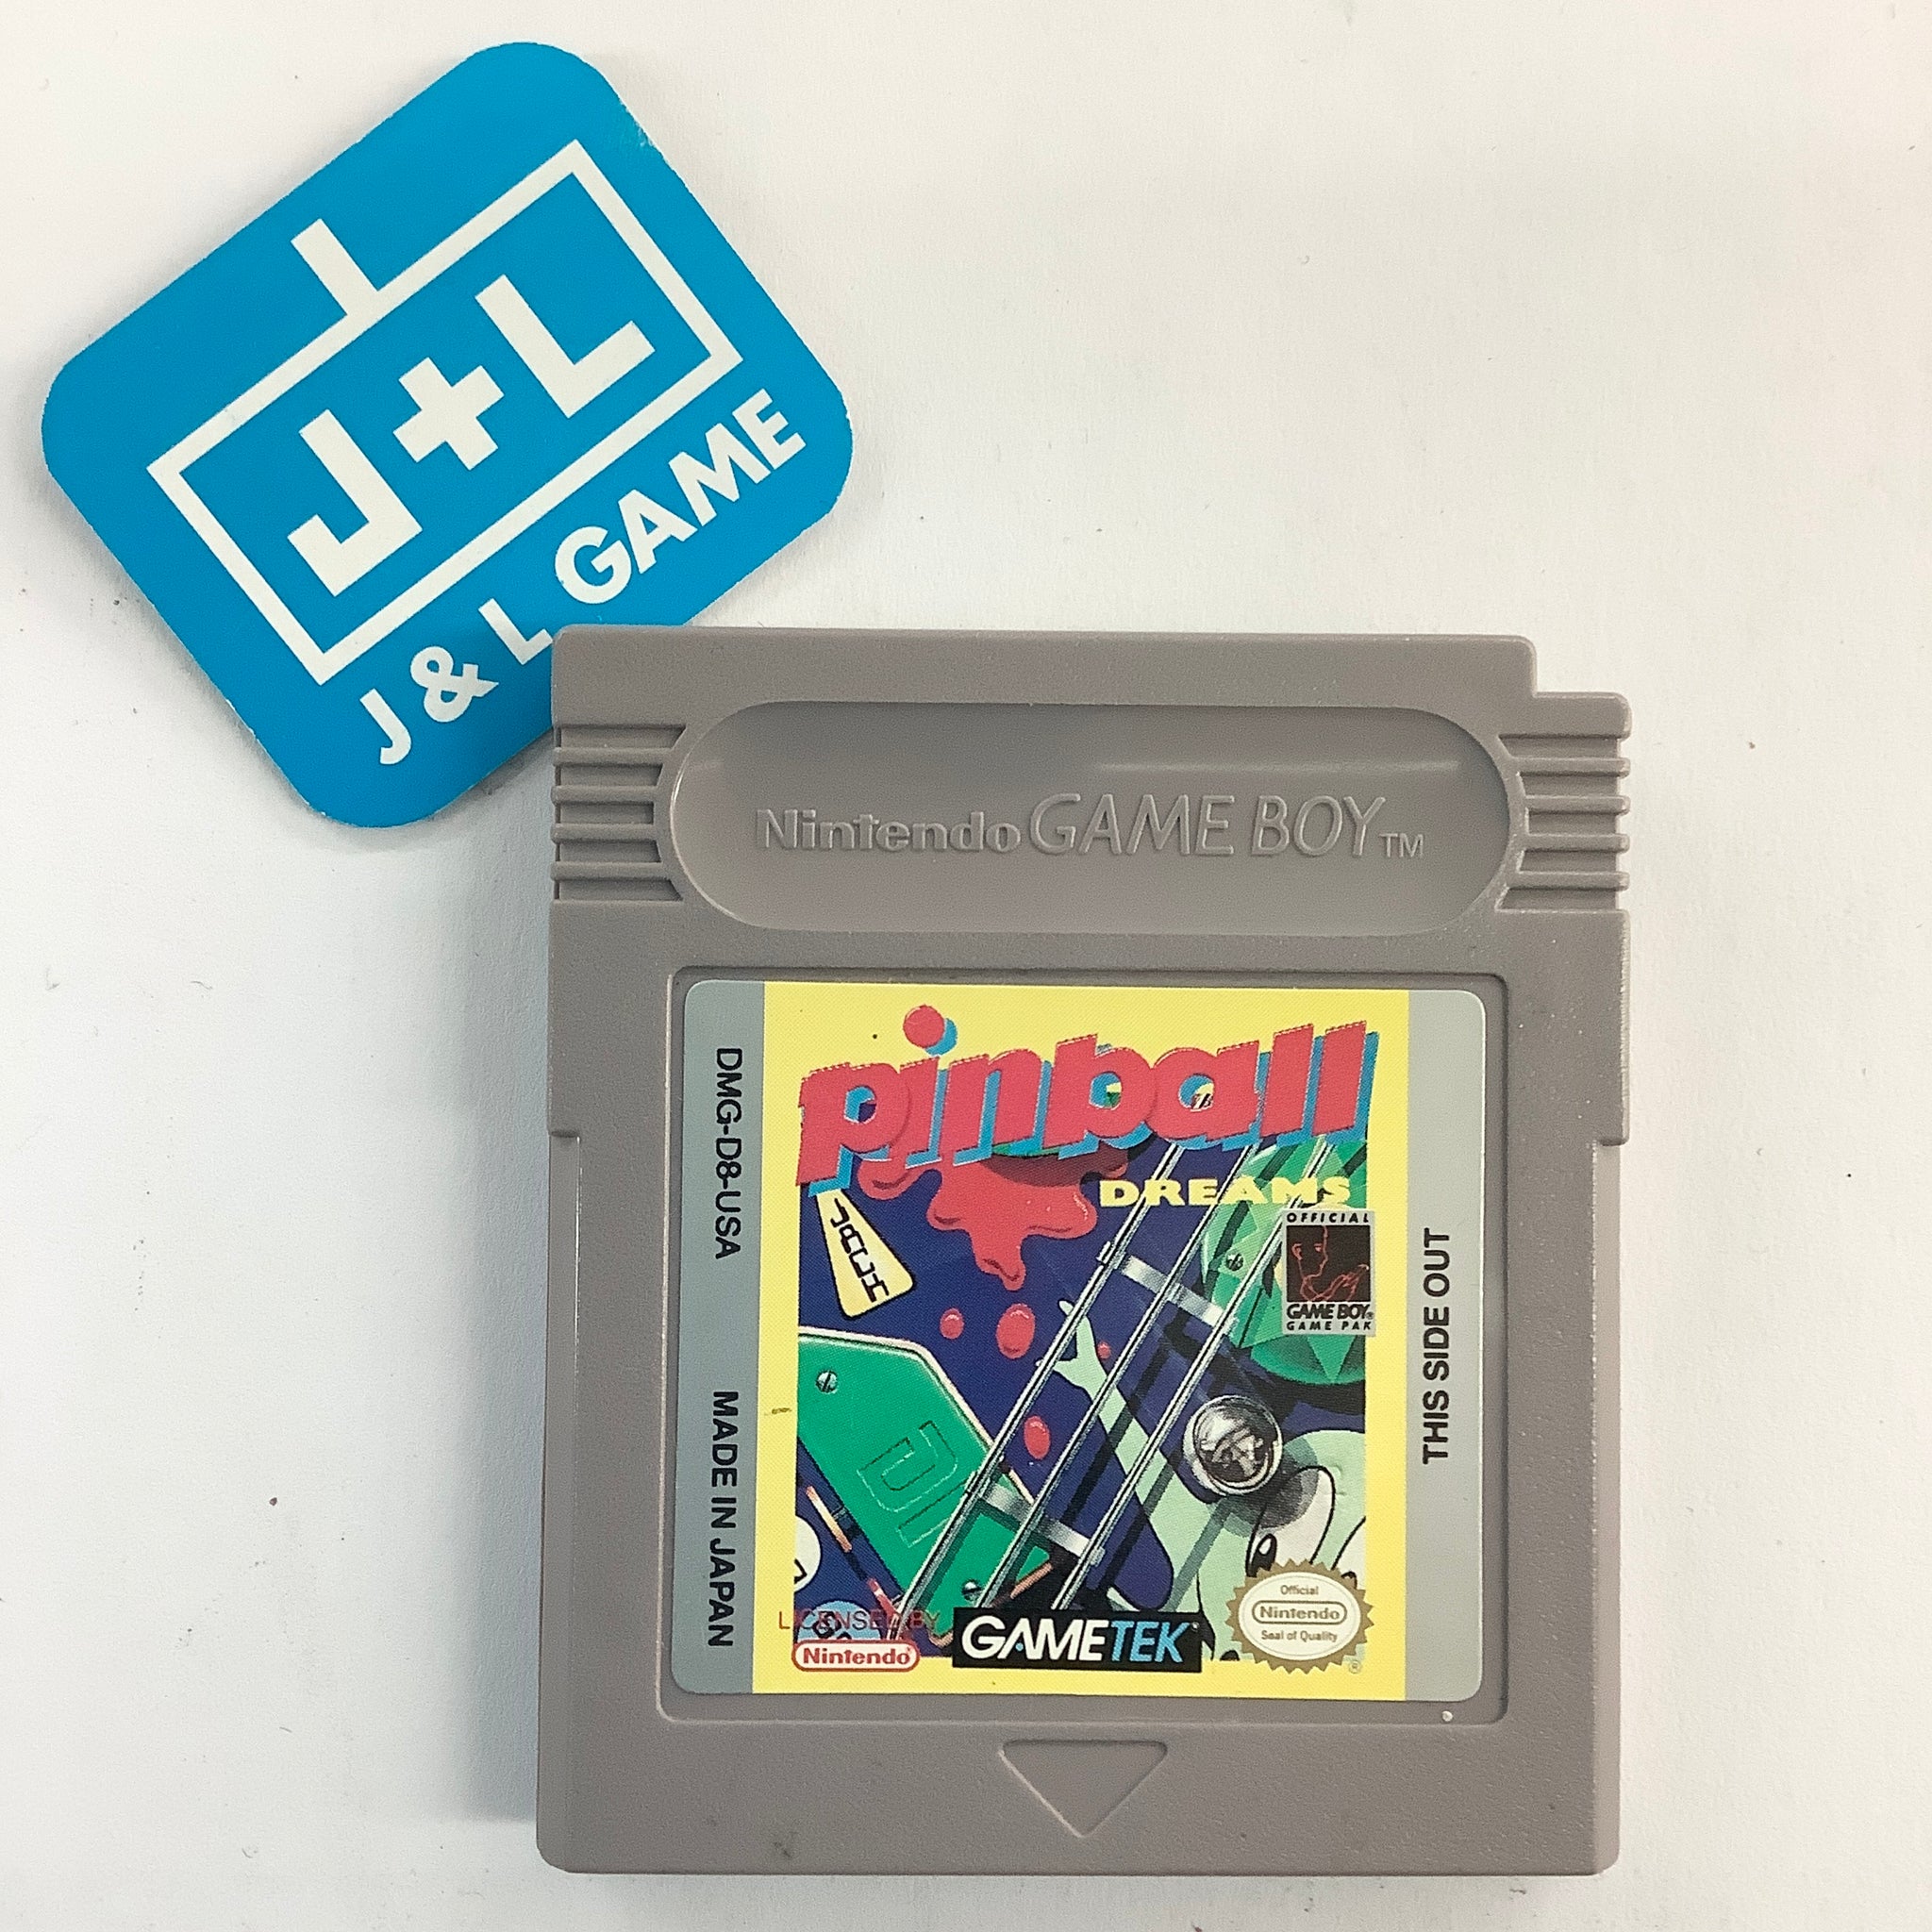 J+L
J & L GAME
Nintendo GAME BOY TM
pinball
DREAMS
OFFICIAL
GAME BOY®
GAME PAK
DMG-D8-USA
MADE IN JAPAN
THIS SIDE OUT
LICENSED BY
Nintendo®
GAMETEK
Official
Nintendo
Seal of Quality
®